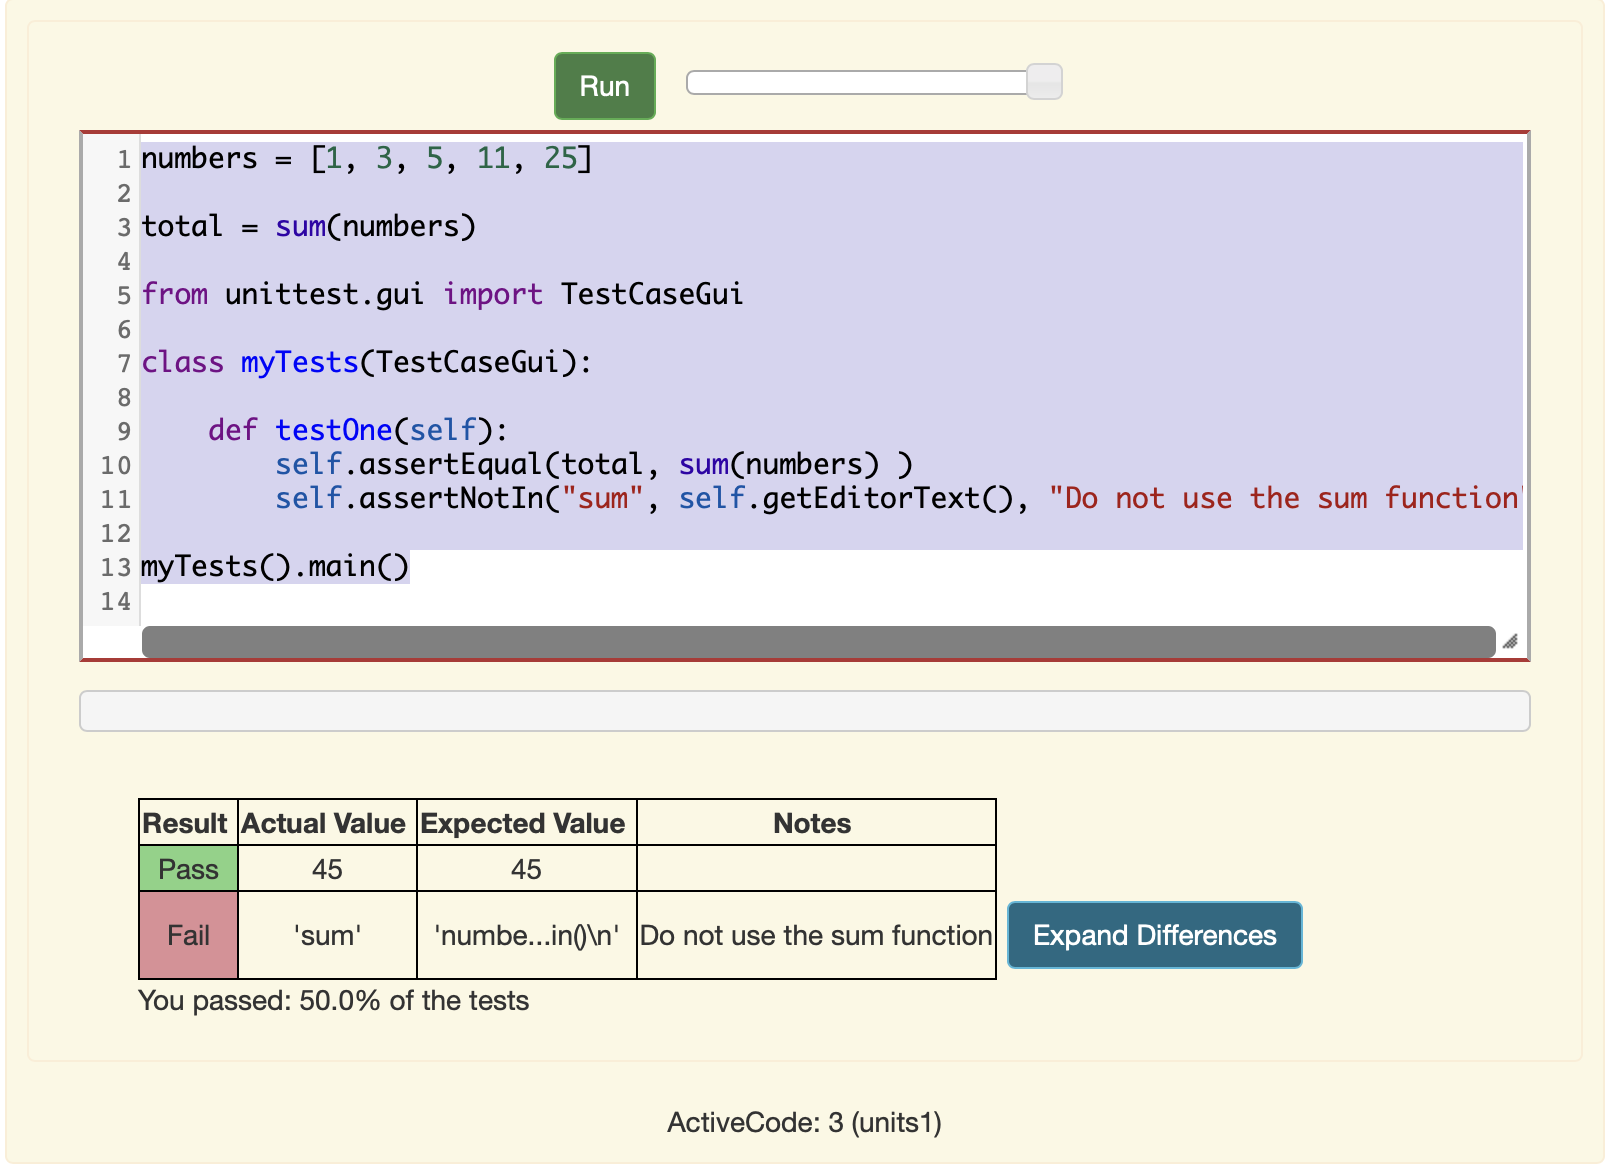 Run
1 numbers = [1, 3, 5, 11, 25]
2
3 total = sum(numbers)
4
5 from unittest.gui import TestCaseGui
6
7 class myTests(TestCaseGui):
8
9     def testOne(self):
10         self.assertEqual(total, sum(numbers) )
11         self.assertNotIn("sum", self.getEditorText(), "Do not use the sum function"
12
13 myTests().main()
14
Result Actual Value Expected Value Notes
Pass 45 45
Fail 'sum' 'numbe...in()\n' Do not use the sum function Expand Differences
You passed: 50.0% of the tests
ActiveCode: 3 (units1)